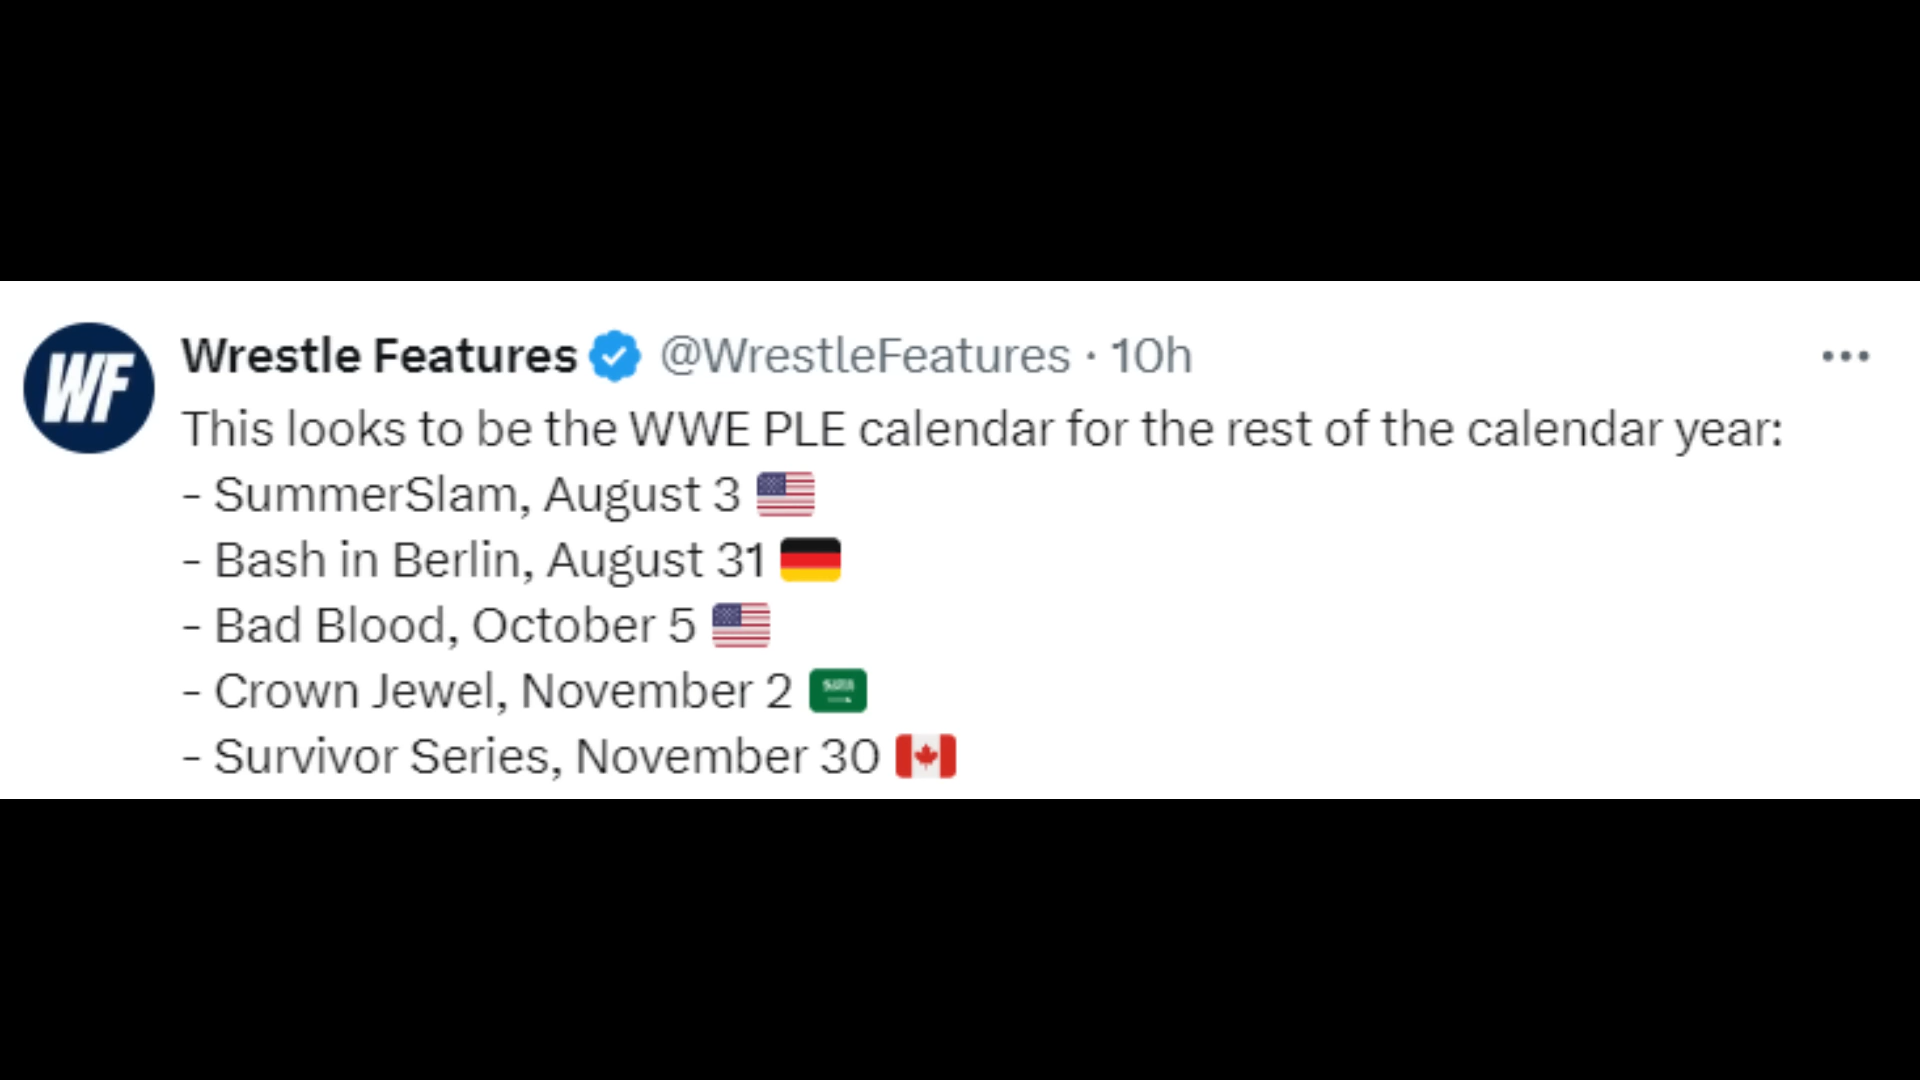 WF
Wrestle Features @WrestleFeatures · 10h
This looks to be the WWE PLE calendar for the rest of the calendar year:
- SummerSlam, August 3 🇺🇸
- Bash in Berlin, August 31 🇩🇪
- Bad Blood, October 5 🇺🇸
- Crown Jewel, November 2 🇸🇦
- Survivor Series, November 30 🇨🇦